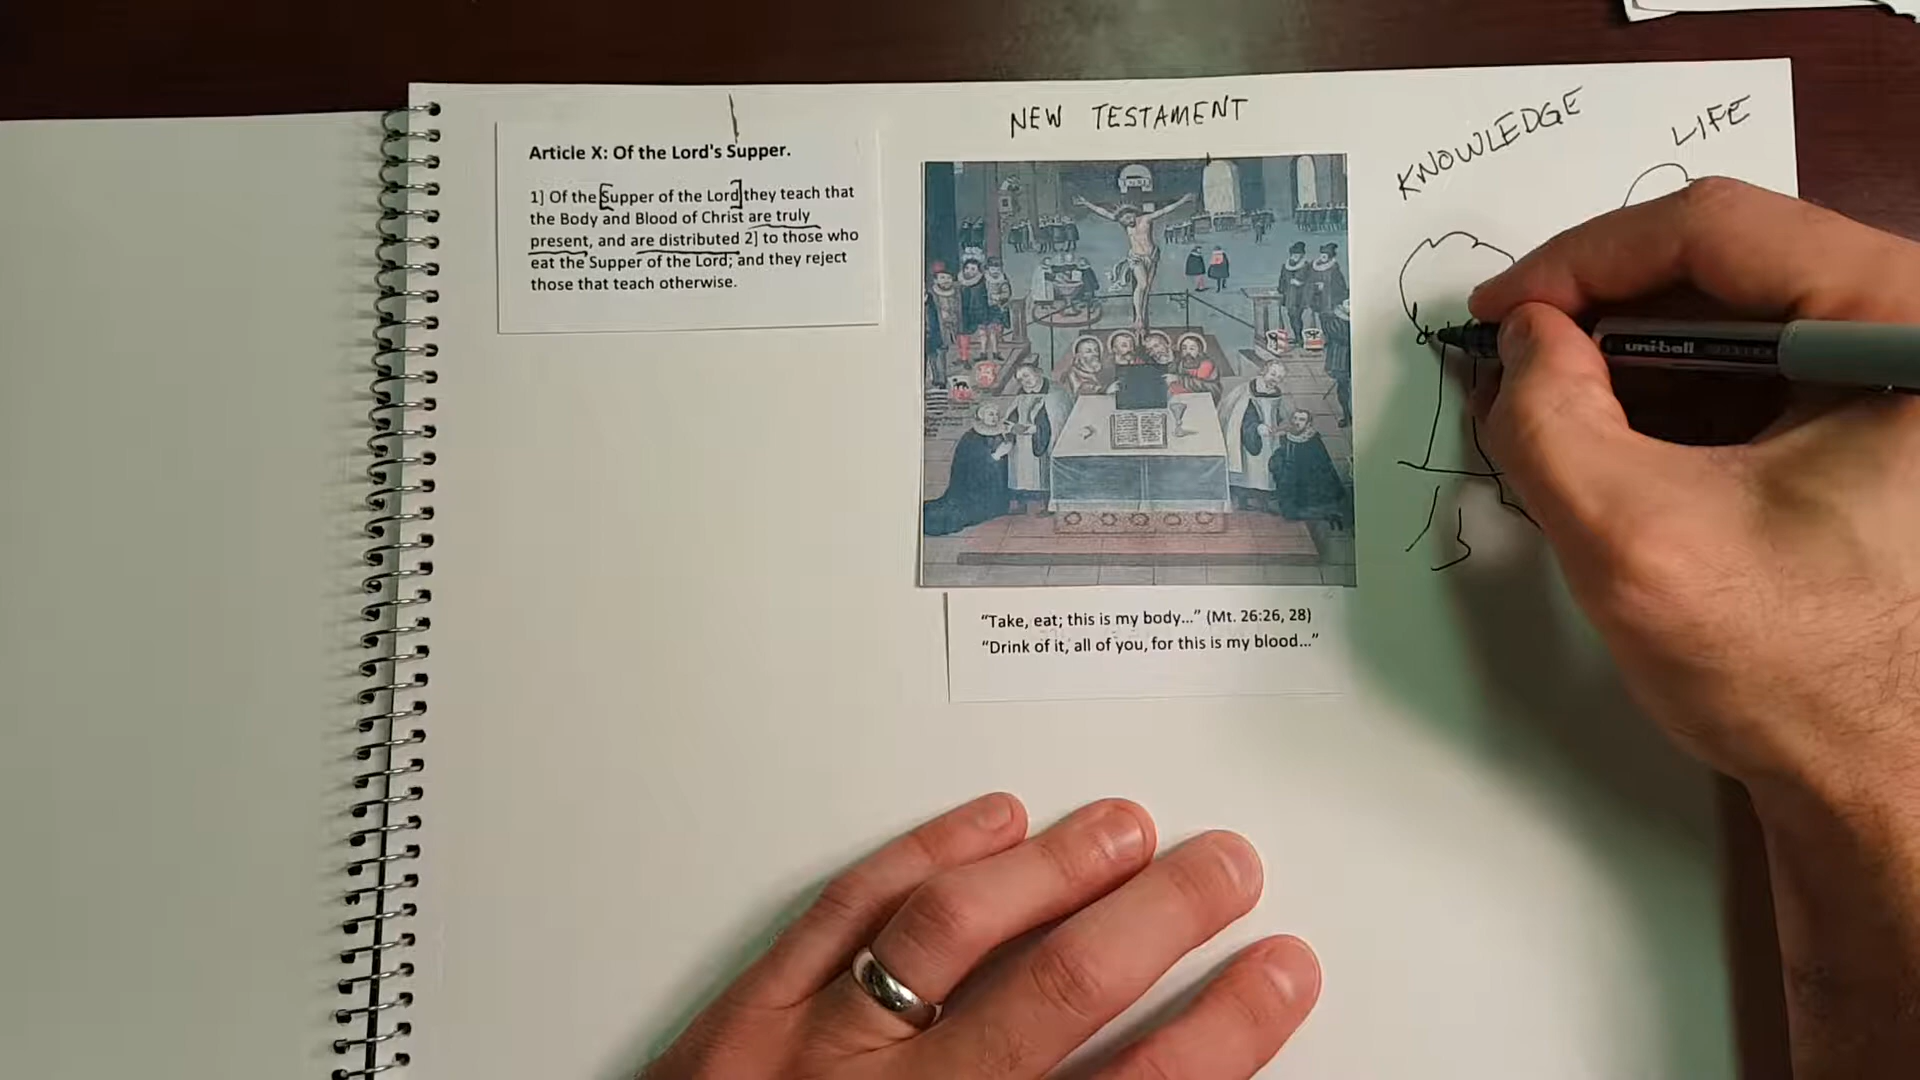 Article X: Of the Lord's Supper.
1] Of the [Supper of the Lord] they teach that
the Body and Blood of Christ are truly
present, and are distributed 2] to those who
eat the Supper of the Lord; and they reject
those that teach otherwise.
NEW TESTAMENT
“Take, eat; this is my body...” (Mt. 26:26, 28)
“Drink of it, all of you, for this is my blood...”
KNOWLEDGE
LIFE
uni-ball